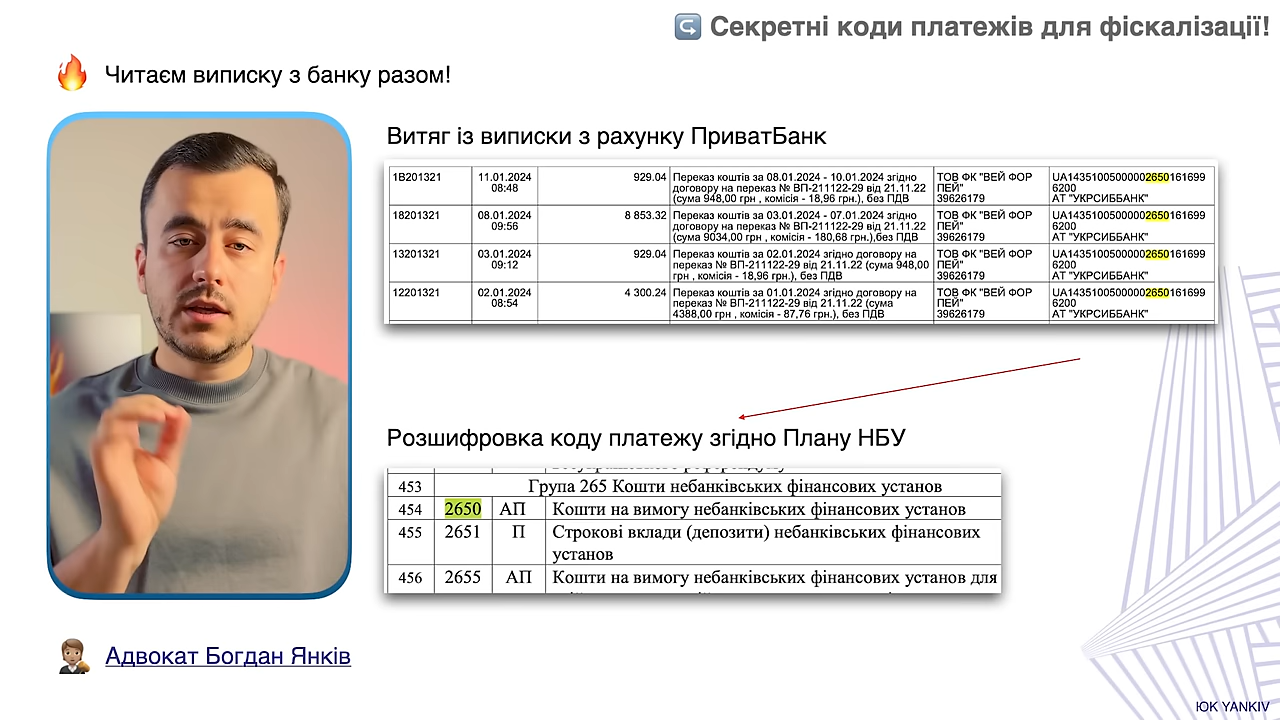 Секретні коди платежів для фіскалізації!
Читаєм виписку з банку разом!
Витяг із виписки з рахунку ПриватБанк
1B201321 11.01.2024 929.04 Переказ коштів за 08.01.2024 - 10.01.2024 згідно ТОВ ФК "ВЕЙ ФОР UA14351005000002650161699
08:48 договору на переказ № ВП-211122-29 від 21.11.22 ПЕЙ" 6200
(сума 948,00 грн , комісія - 18,96 грн.), без ПДВ 39626179 АТ "УКРСИББАНК"
18201321 08.01.2024 8 853.32 Переказ коштів за 03.01.2024 - 07.01.2024 згідно ТОВ ФК "ВЕЙ ФОР UA14351005000002650161699
09:56 договору на переказ № ВП-211122-29 від 21.11.22 ПЕЙ" 6200
(сума 9034,00 грн , комісія - 180,68 грн.),без ПДВ 39626179 АТ "УКРСИББАНК"
13201321 03.01.2024 929.04 Переказ коштів за 02.01.2024 згідно договору на ТОВ ФК "ВЕЙ ФОР UA14351005000002650161699
09:12 переказ № ВП-211122-29 від 21.11.22 (сума 948,00 ПЕЙ" 6200
грн , комісія - 18,96 грн.), без ПДВ 39626179 АТ "УКРСИББАНК"
12201321 02.01.2024 4 300.24 Переказ коштів за 01.01.2024 згідно договору на ТОВ ФК "ВЕЙ ФОР UA14351005000002650161699
08:54 переказ № ВП-211122-29 від 21.11.22 (сума ПЕЙ" 6200
4388,00 грн , комісія - 87,76 грн.), без ПДВ 39626179 АТ "УКРСИББАНК"
Розшифровка коду платежу згідно Плану НБУ
453 Група 265 Кошти небанківських фінансових установ
454 2650 АП Кошти на вимогу небанківських фінансових установ
455 2651 П Строкові вклади (депозити) небанківських фінансових
установ
456 2655 АП Кошти на вимогу небанківських фінансових установ для
Адвокат Богдан Янків
ЮК YANKIV